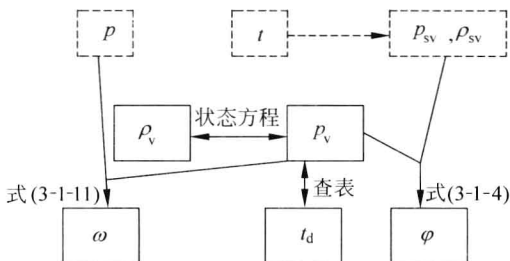 p t p_sv ,ρ_sv
ρ_v 状态方程 p_v
式(3-1-11) 查表 式(3-1-4)
ω t_d φ